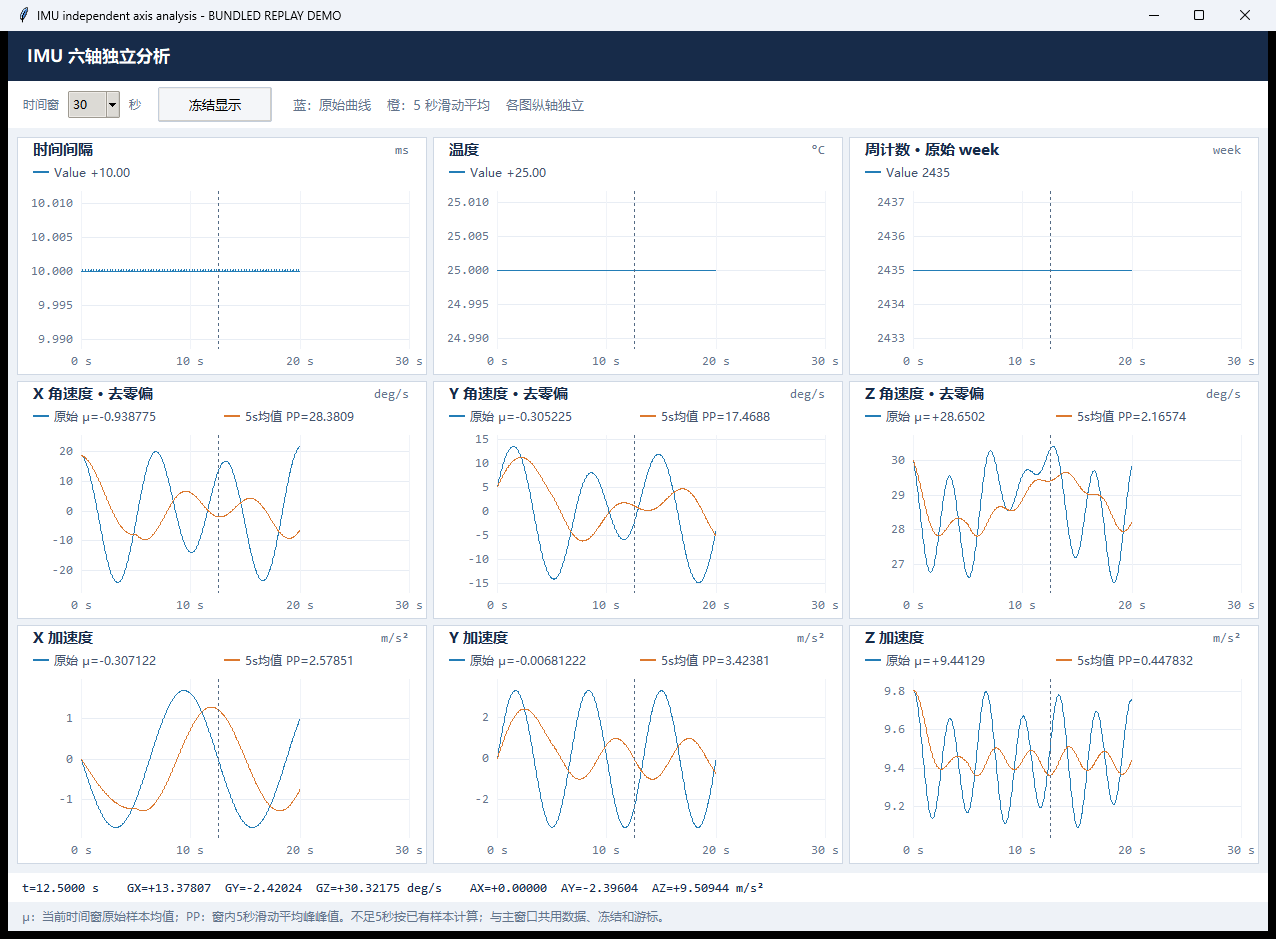 IMU independent axis analysis - BUNDLED REPLAY DEMO
IMU 六轴独立分析
时间窗 30 秒 冻结显示 蓝：原始曲线 橙：5 秒滑动平均 各图纵轴独立
时间间隔 ms
Value +10.00
10.010
10.005
10.000
9.995
9.990
0 s 10 s 20 s 30 s
温度 °C
Value +25.00
25.010
25.005
25.000
24.995
24.990
0 s 10 s 20 s 30 s
周计数・原始 week week
Value 2435
2437
2436
2435
2434
2433
0 s 10 s 20 s 30 s
X 角速度・去零偏 deg/s
原始 μ=-0.938775 5s均值 PP=28.3809
20
10
0
-10
-20
0 s 10 s 20 s 30 s
Y 角速度・去零偏 deg/s
原始 μ=-0.305225 5s均值 PP=17.4688
15
10
5
0
-5
-10
-15
0 s 10 s 20 s 30 s
Z 角速度・去零偏 deg/s
原始 μ=+28.6502 5s均值 PP=2.16574
30
29
28
27
0 s 10 s 20 s 30 s
X 加速度 m/s²
原始 μ=-0.307122 5s均值 PP=2.57851
1
0
-1
0 s 10 s 20 s 30 s
Y 加速度 m/s²
原始 μ=-0.00681222 5s均值 PP=3.42381
2
0
-2
0 s 10 s 20 s 30 s
Z 加速度 m/s²
原始 μ=+9.44129 5s均值 PP=0.447832
9.8
9.6
9.4
9.2
0 s 10 s 20 s 30 s
t=12.5000 s GX=+13.37807 GY=-2.42024 GZ=+30.32175 deg/s AX=+0.00000 AY=-2.39604 AZ=+9.50944 m/s²
μ：当前时间窗原始样本均值；PP：窗内5秒滑动平均峰峰值。不足5秒按已有样本计算；与主窗口共用数据、冻结和游标。